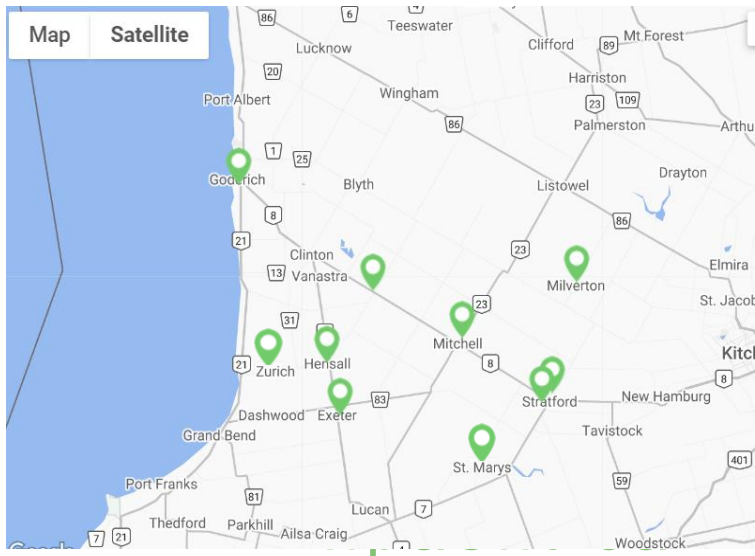 Map
Satellite
86
6
4
Teeswater
Clifford
89
Mt Forest
Lucknow
20
Harriston
Wingham
23
109
Port Albert
86
Palmerston
Arthu
1
25
Goderich
Blyth
Listowel
Drayton
8
86
21
23
Clinton
Elmira
13
Vanastra
Milverton
23
St. Jacob
31
Mitchell
Kitch
21
Zurich
Hensall
8
8
83
Stratford
New Hamburg
Dashwood
Exeter
Tavistock
Grand Bend
401
St. Marys
Port Franks
59
81
Lucan
7
Thedford
Parkhill
Ailsa Craig
7
21
4
Woodstock
Google